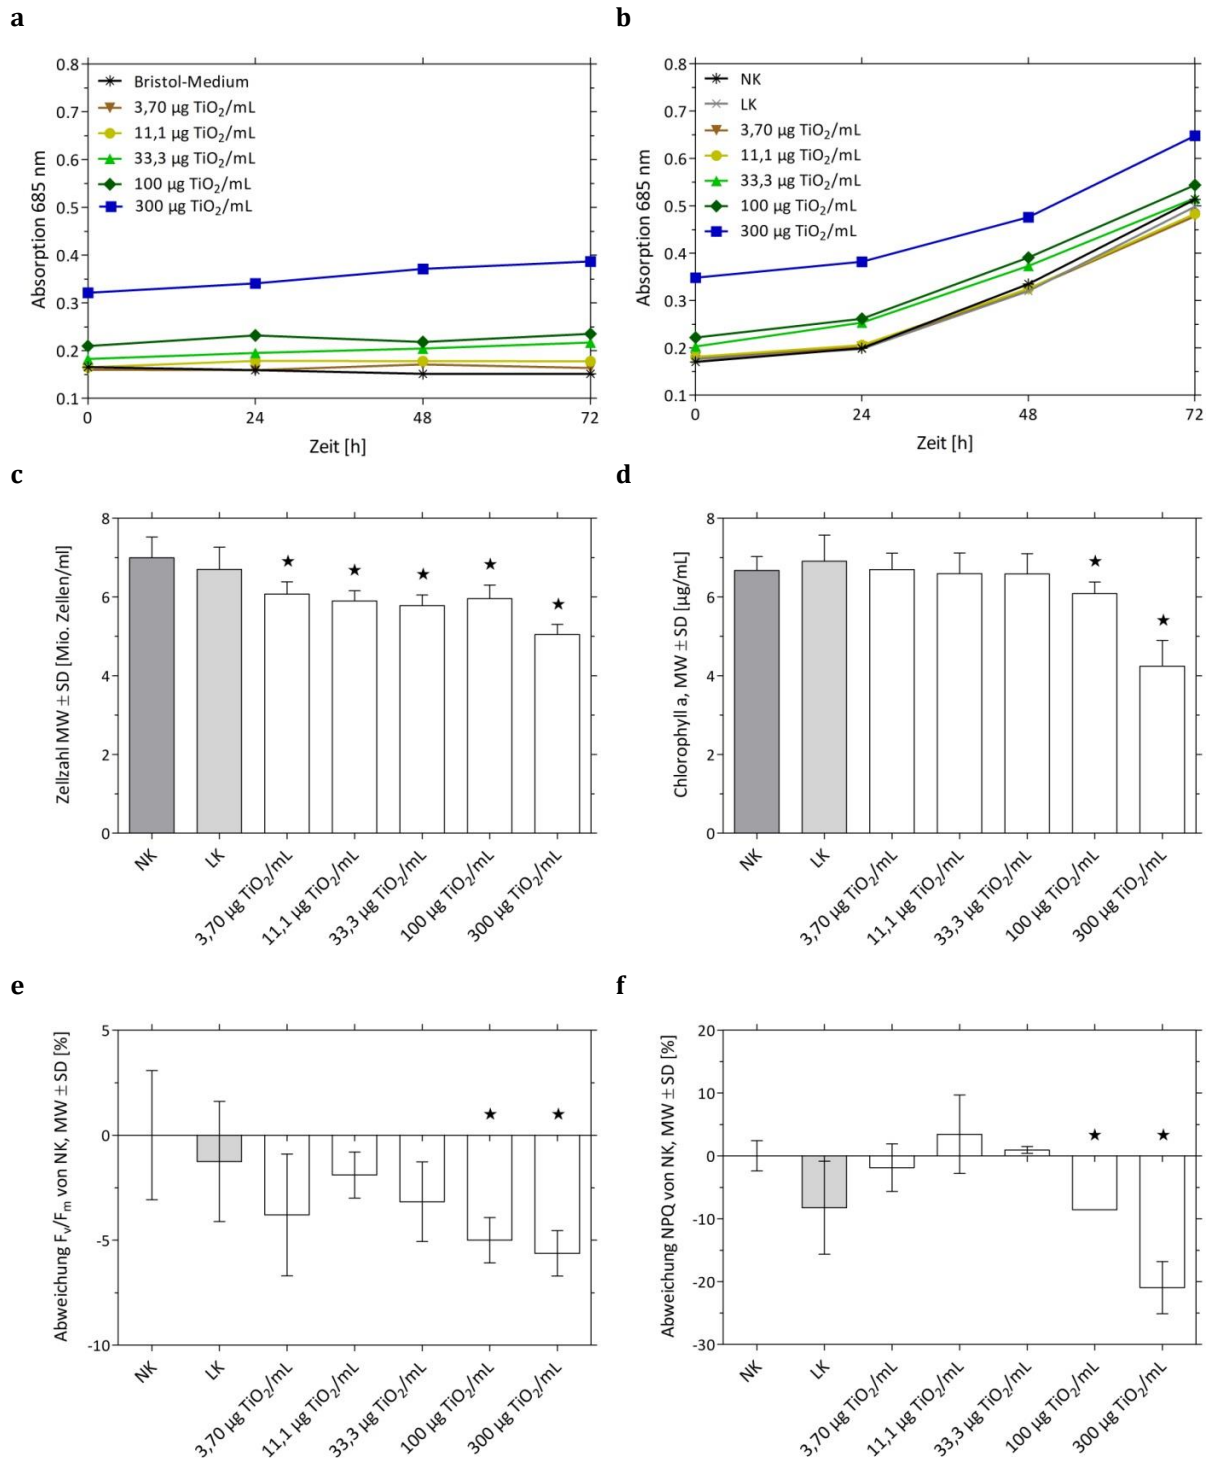 a
0.8
0.7
0.6
0.5
0.4
0.3
0.2
0.1
Absorption 685 nm
Bristol-Medium
3,70 µg TiO2/mL
11,1 µg TiO2/mL
33,3 µg TiO2/mL
100 µg TiO2/mL
300 µg TiO2/mL
0 24 48 72
Zeit [h]
b
0.8
0.7
0.6
0.5
0.4
0.3
0.2
0.1
Absorption 685 nm
NK
LK
3,70 µg TiO2/mL
11,1 µg TiO2/mL
33,3 µg TiO2/mL
100 µg TiO2/mL
300 µg TiO2/mL
0 24 48 72
Zeit [h]
c
8
6
4
2
0
Zellzahl MW ± SD [Mio. Zellen/ml]
NK
LK
3,70 µg TiO2/mL
11,1 µg TiO2/mL
33,3 µg TiO2/mL
100 µg TiO2/mL
300 µg TiO2/mL
d
8
6
4
2
0
Chlorophyll a, MW ± SD [µg/mL]
NK
LK
3,70 µg TiO2/mL
11,1 µg TiO2/mL
33,3 µg TiO2/mL
100 µg TiO2/mL
300 µg TiO2/mL
e
5
0
-5
-10
Abweichung Fv/Fm von NK, MW ± SD [%]
NK
LK
3,70 µg TiO2/mL
11,1 µg TiO2/mL
33,3 µg TiO2/mL
100 µg TiO2/mL
300 µg TiO2/mL
f
20
10
0
-10
-20
-30
Abweichung NPQ von NK, MW ± SD [%]
NK
LK
3,70 µg TiO2/mL
11,1 µg TiO2/mL
33,3 µg TiO2/mL
100 µg TiO2/mL
300 µg TiO2/mL